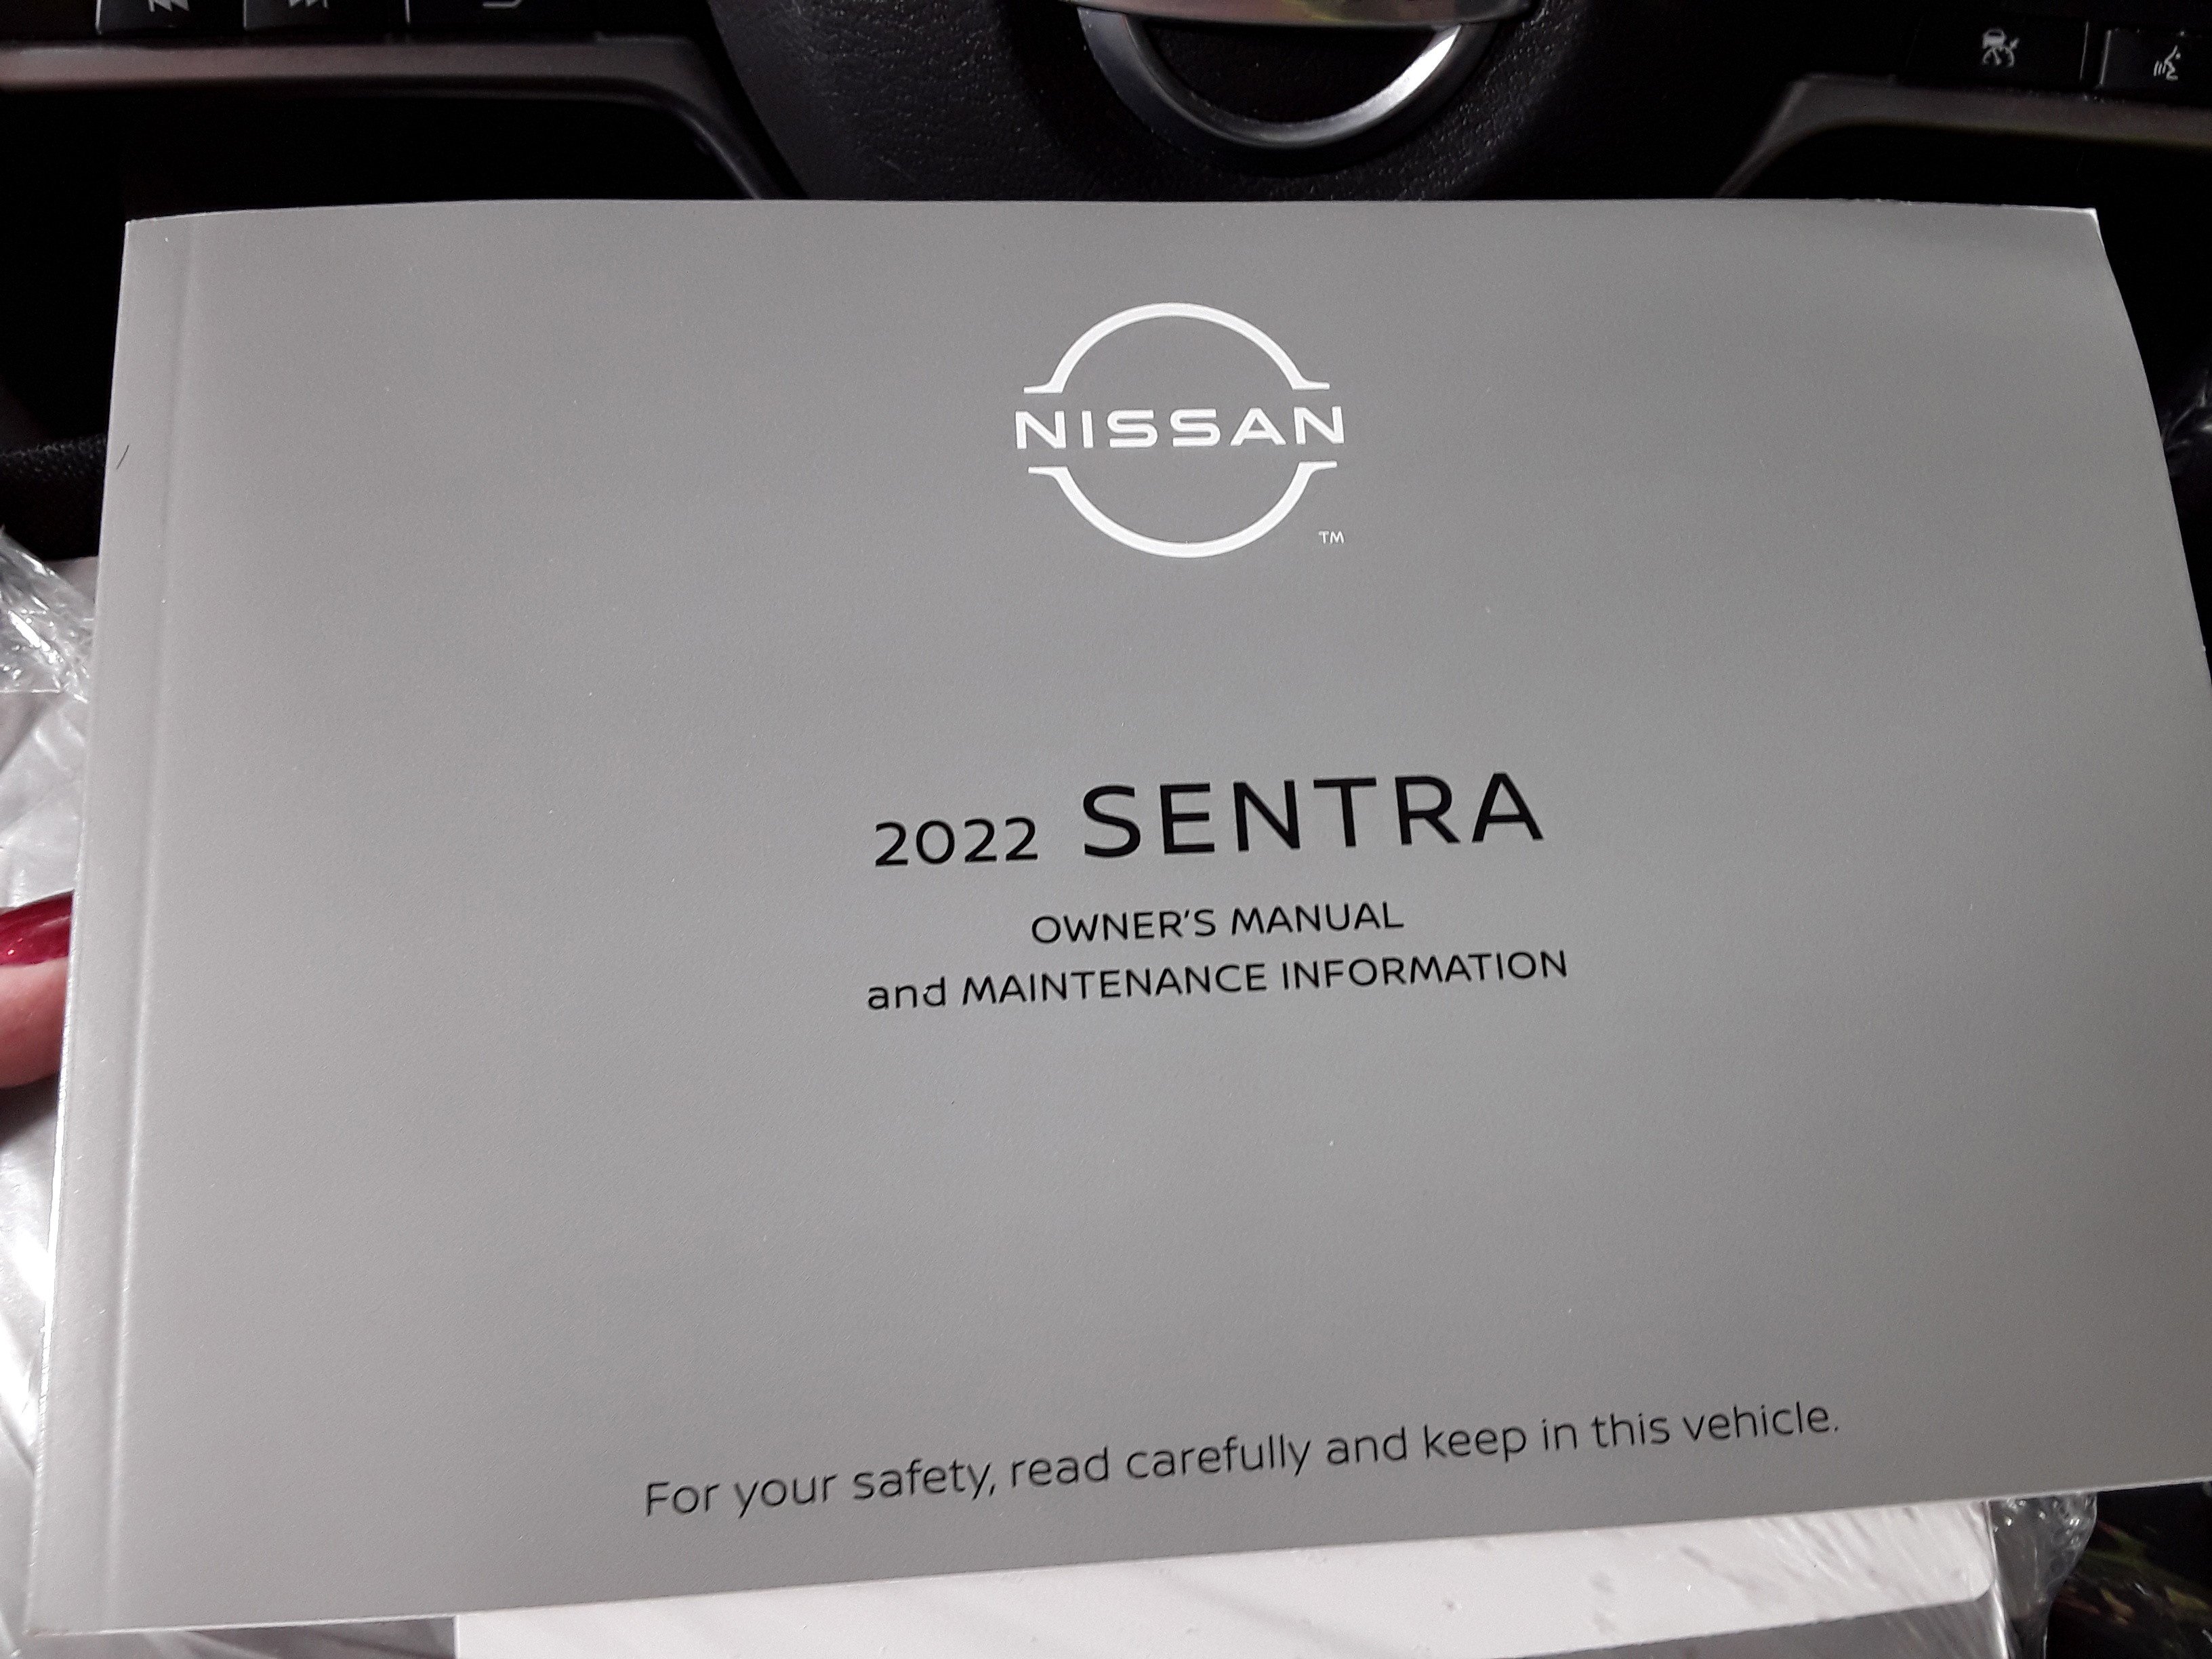 NISSAN
TM
2022 SENTRA
OWNER'S MANUAL
and MAINTENANCE INFORMATION
For your safety, read carefully and keep in this vehicle.